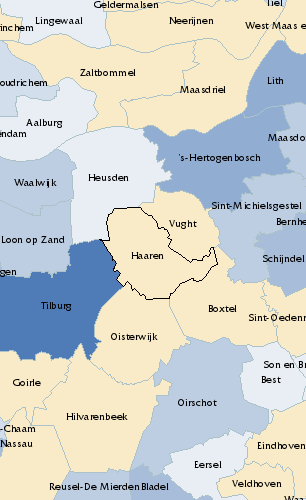 Geldermalsen
Tiel
Lingewaal
Neerijnen
West Maas e
inchem
Zaltbommel
Lith
oudrichem
Maasdriel
Aalburg
ndam
Maasdo
's-Hertogenbosch
Waalwijk
Heusden
Sint-Michielsgestel
Vught
Bernhe
Loon op Zand
Haaren
Schijndel
gen
Tilburg
Boxtel
Sint-Oedenr
Oisterwijk
Son en Br
Goirle
Best
Oirschot
Hilvarenbeek
-Chaam
Nassau
Eindhoven
Eersel
Reusel-De Mierden
Bladel
Veldhoven
Waa